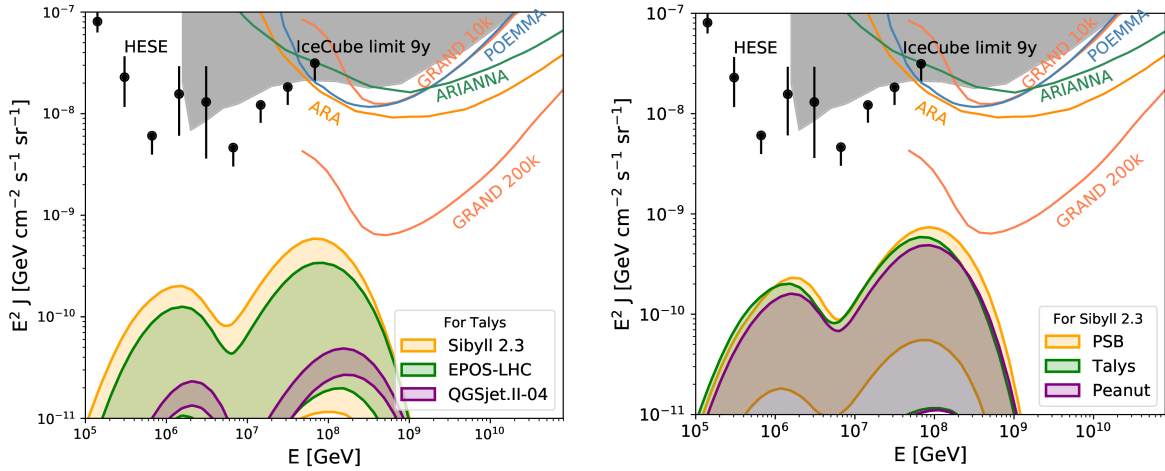 10⁻⁷
10⁻⁸
10⁻⁹
10⁻¹⁰
10⁻¹¹
E² J [GeV cm⁻² s⁻¹ sr⁻¹]
HESE
IceCube limit 9y
GRAND 10k
POEMMA
ARIANNA
ARA
GRAND 200k
For Talys
Sibyll 2.3
EPOS-LHC
QGSjet.II-04
10⁵ 10⁶ 10⁷ 10⁸ 10⁹ 10¹⁰
E [GeV]
10⁻⁷
10⁻⁸
10⁻⁹
10⁻¹⁰
10⁻¹¹
E² J [GeV cm⁻² s⁻¹ sr⁻¹]
HESE
IceCube limit 9y
GRAND 10k
POEMMA
ARIANNA
ARA
GRAND 200k
For Sibyll 2.3
PSB
Talys
Peanut
10⁵ 10⁶ 10⁷ 10⁸ 10⁹ 10¹⁰
E [GeV]